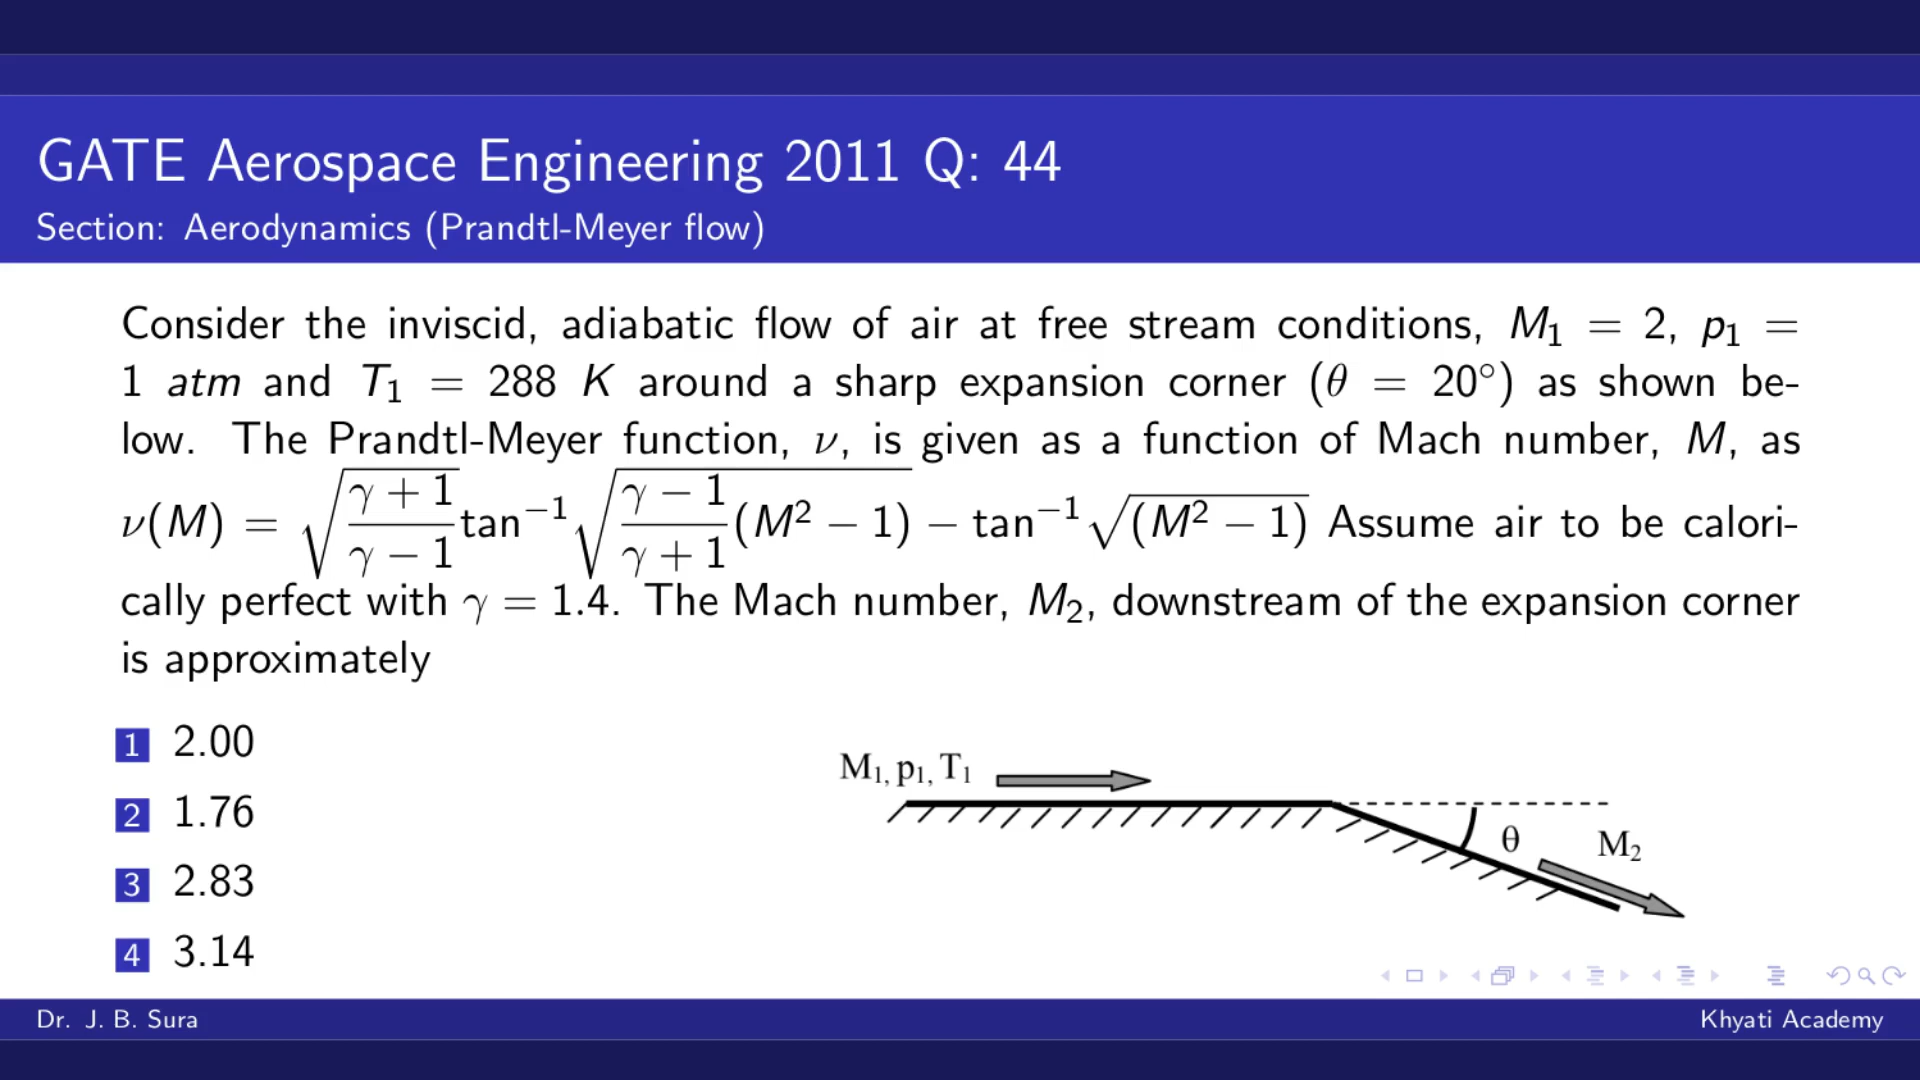 GATE Aerospace Engineering 2011 Q: 44
Section: Aerodynamics (Prandtl-Meyer flow)
Consider the inviscid, adiabatic flow of air at free stream conditions, M₁ = 2, p₁ =
1 atm and T₁ = 288 K around a sharp expansion corner (θ = 20°) as shown be-
low. The Prandtl-Meyer function, ν, is given as a function of Mach number, M, as
ν(M) = √((γ + 1)/(γ − 1)) tan⁻¹ √((γ − 1)/(γ + 1) (M² − 1)) − tan⁻¹ √(M² − 1) Assume air to be calori-
cally perfect with γ = 1.4. The Mach number, M₂, downstream of the expansion corner
is approximately
1 2.00
2 1.76
3 2.83
4 3.14
M₁, p₁, T₁
θ
M₂
Dr. J. B. Sura
Khyati Academy